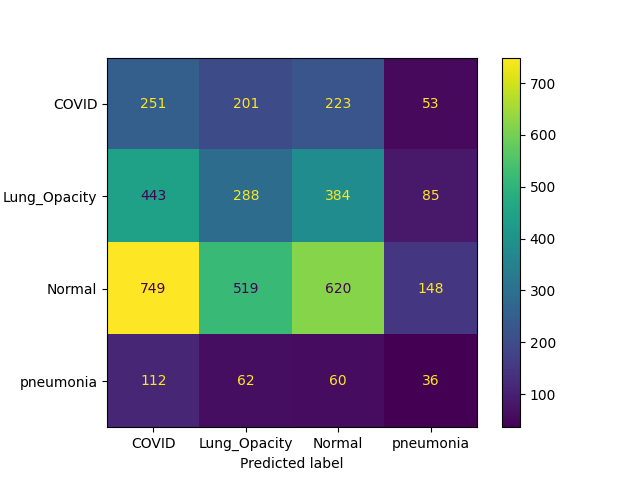 COVID 251 201 223 53
Lung_Opacity 443 288 384 85
Normal 749 519 620 148
pneumonia 112 62 60 36
COVID Lung_Opacity Normal pneumonia
Predicted label
700
600
500
400
300
200
100